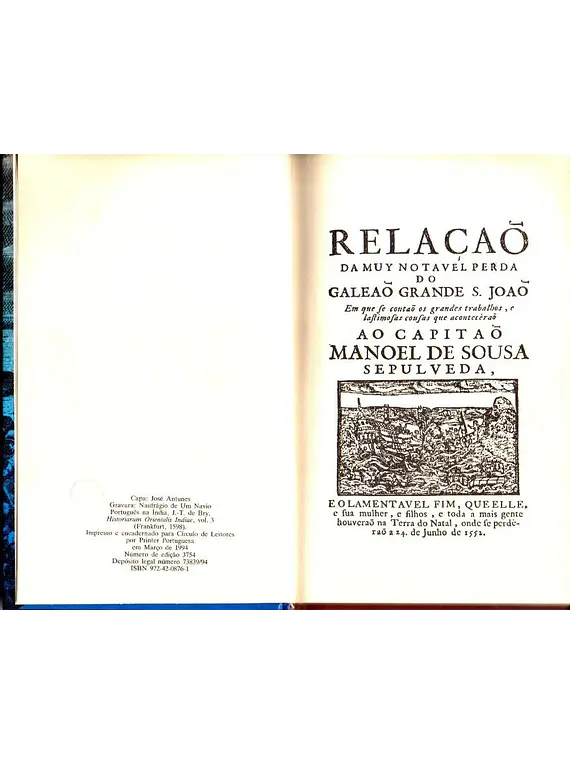 Capa: José Antunes
Gravura: Naufrágio de Um Navio
Português na Índia, J.-T. de Bry,
Historiarum Orientalis Indiae, vol. 3
(Frankfurt, 1598).
Impresso e encadernado para Círculo de Leitores
por Printer Portuguesa
em Março de 1994
Número de edição 3754
Depósito legal número 73839/94
ISBN 972-42-0876-1
RELAÇAÕ
DA MUY NOTAVEL PERDA
DO
GALEAÕ GRANDE S. JOAÕ
Em que ſe contaõ os grandes trabalhos, e
laſtimoſas couſas que acontecèraõ
AO CAPITAÕ
MANOEL DE SOUSA
SEPULVEDA,
E O LAMENTAVEL FIM, QUE ELLE,
e ſua mulher, e filhos, e toda a mais gente
houveraõ na Terra do Natal, onde ſe perdè-
raõ a 24. de Junho de 1552.